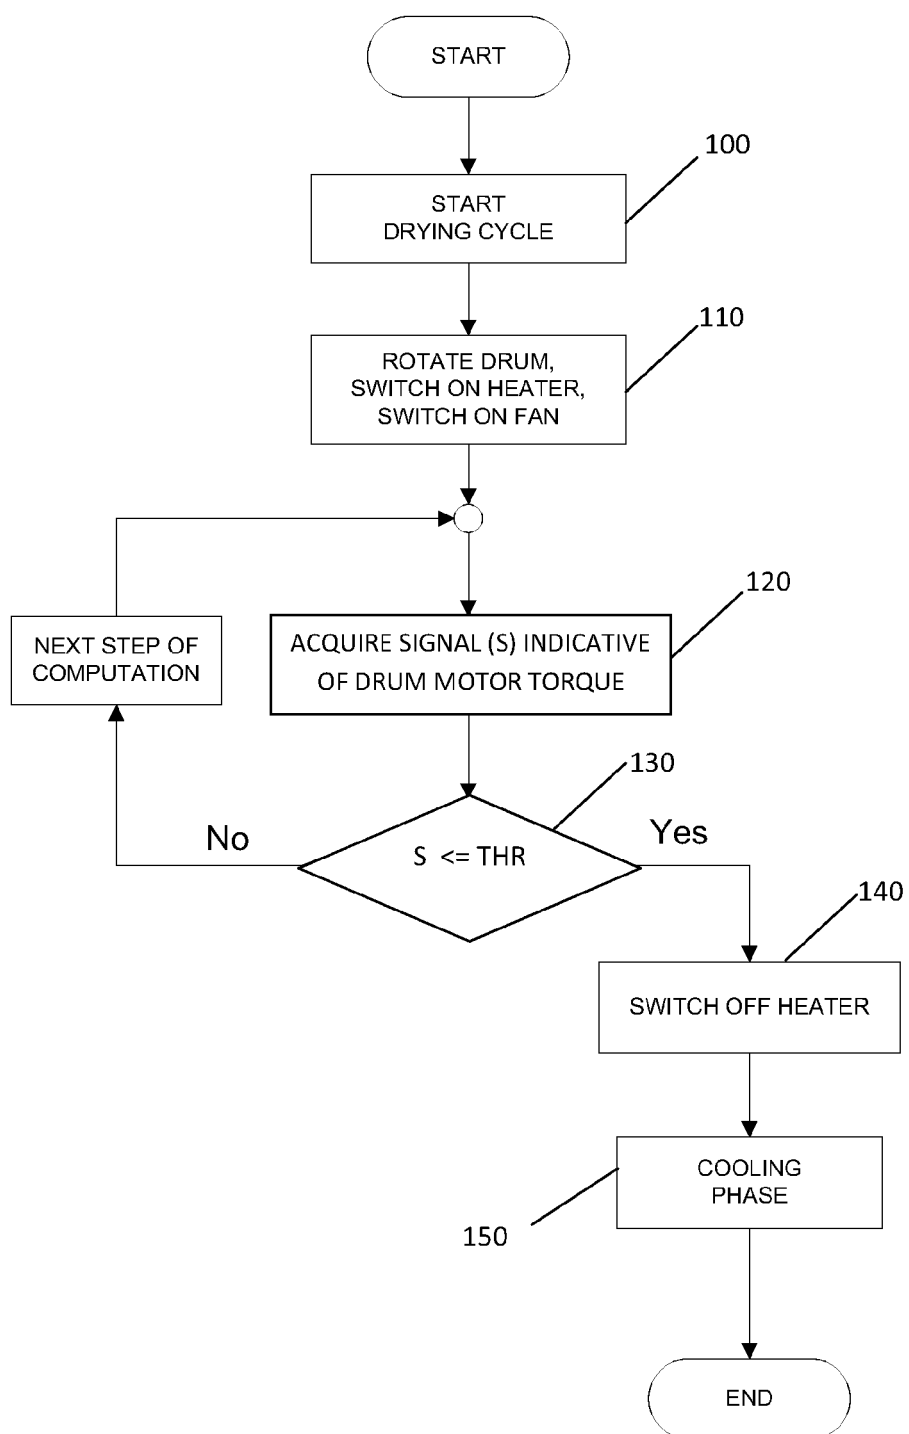 START
100
START
DRYING CYCLE
110
ROTATE DRUM,
SWITCH ON HEATER,
SWITCH ON FAN
120
NEXT STEP OF
COMPUTATION
ACQUIRE SIGNAL (S) INDICATIVE
OF DRUM MOTOR TORQUE
130
No
Yes
S <= THR
140
SWITCH OFF HEATER
COOLING
PHASE
150
END